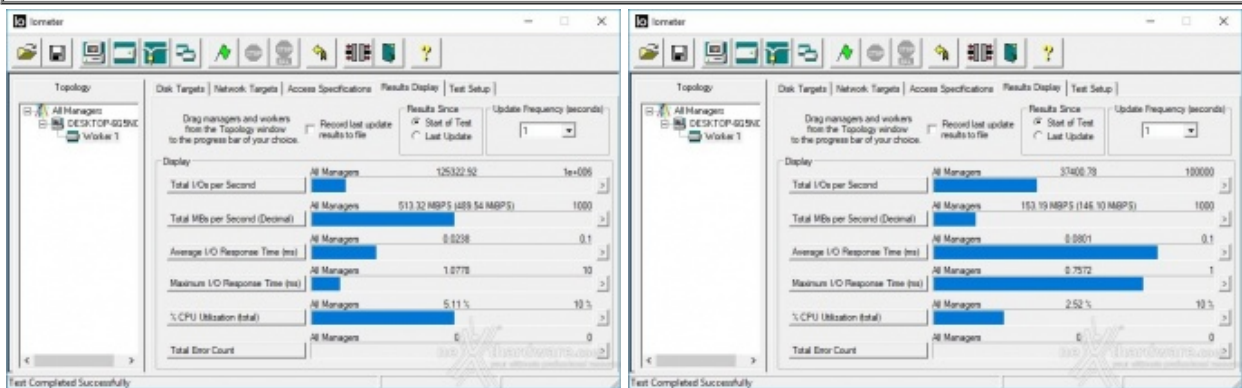 Iometer
Topology
All Managers
DESKTOP-6G15NC
Worker 1
Disk Targets | Network Targets | Access Specifications | Results Display | Test Setup
Drag managers and workers
from the Topology window
to the progress bar of your choice.
Record last update
results to file
Results Since
Start of Test
Last Update
Update Frequency (seconds)
1
Display
All Managers 125322.92 1e+006
Total I/Os per Second
All Managers 513.32 MBPS (489.54 MiBPS) 1000
Total MBs per Second (Decimal)
All Managers 0.0238 0.1
Average I/O Response Time (ms)
All Managers 1.0778 10
Maximum I/O Response Time (ms)
All Managers 5.11 % 10 %
% CPU Utilization (total)
All Managers 0 0
Total Error Count
Test Completed Successfully
Iometer
Topology
All Managers
DESKTOP-6G15NC
Worker 1
Disk Targets | Network Targets | Access Specifications | Results Display | Test Setup
Drag managers and workers
from the Topology window
to the progress bar of your choice.
Record last update
results to file
Results Since
Start of Test
Last Update
Update Frequency (seconds)
1
Display
All Managers 37400.78 100000
Total I/Os per Second
All Managers 153.19 MBPS (146.10 MiBPS) 1000
Total MBs per Second (Decimal)
All Managers 0.0801 0.1
Average I/O Response Time (ms)
All Managers 0.7572 1
Maximum I/O Response Time (ms)
All Managers 2.52 % 10 %
% CPU Utilization (total)
All Managers 0 0
Total Error Count
Test Completed Successfully